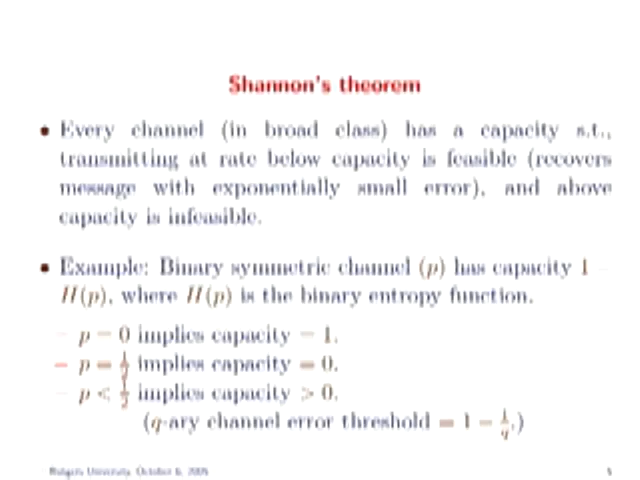 Shannon's theorem
• Every channel (in broad class) has a capacity s.t.,
transmitting at rate below capacity is feasible (recovers
message with exponentially small error), and above
capacity is infeasible.
• Example: Binary symmetric channel (p) has capacity 1 −
H(p), where H(p) is the binary entropy function.
− p = 0 implies capacity = 1.
− p = 1/2 implies capacity = 0.
− p < 1/2 implies capacity > 0.
(q-ary channel error threshold = 1 − 1/q.)
Rutgers University, October 6,